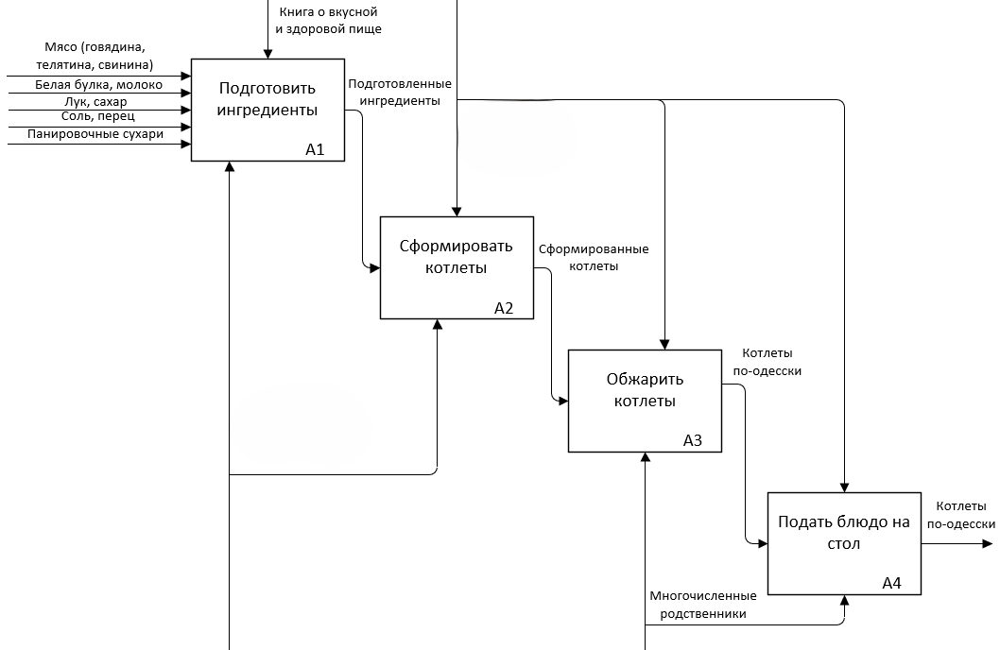 Книга о вкусной
и здоровой пище
Мясо (говядина,
телятина, свинина)
Белая булка, молоко
Лук, сахар
Соль, перец
Панировочные сухари
Подготовить
ингредиенты
A1
Подготовленные
ингредиенты
Сформировать
котлеты
A2
Сформированные
котлеты
Обжарить
котлеты
A3
Котлеты
по-одесски
Подать блюдо на
стол
A4
Котлеты
по-одесски
Многочисленные
родственники